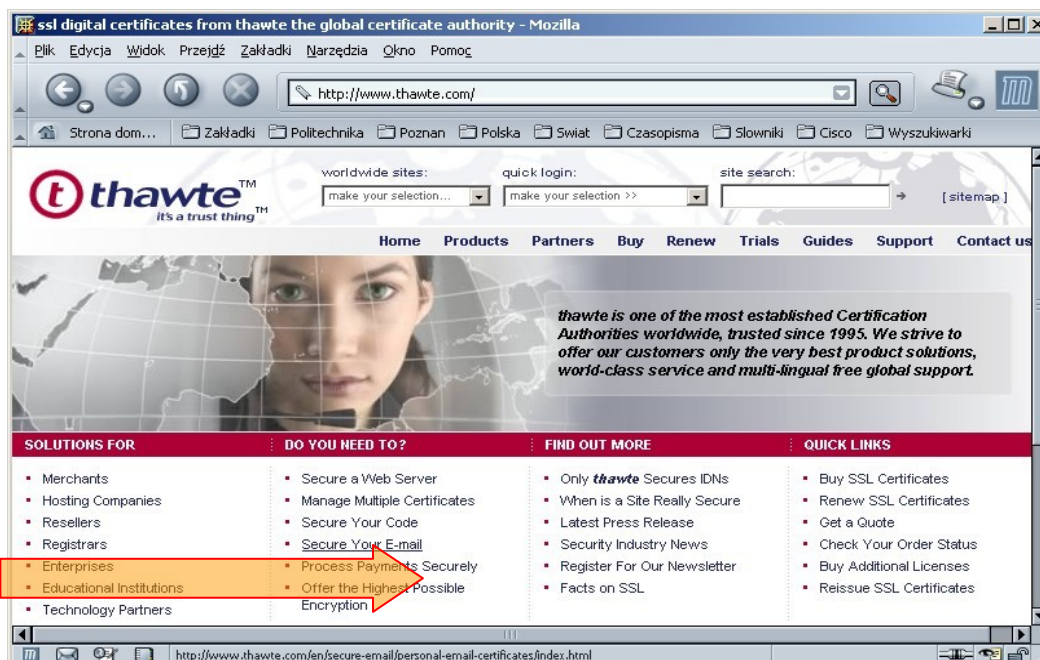 ssl digital certificates from thawte the global certificate authority - Mozilla
Plik Edycja Widok Przejdź Zakładki Narzędzia Okno Pomoc
http://www.thawte.com/
Strona dom... Zakładki Politechnika Poznan Polska Swiat Czasopisma Slowniki Cisco Wyszukiwarki
worldwide sites: quick login: site search:
thawte™
it's a trust thing™
make your selection... make your selection >> [ sitemap ]
Home Products Partners Buy Renew Trials Guides Support Contact us
thawte is one of the most established Certification
Authorities worldwide, trusted since 1995. We strive to
offer our customers only the very best product solutions,
world-class service and multi-lingual free global support.
SOLUTIONS FOR
Merchants
Hosting Companies
Resellers
Registrars
Enterprises
Educational Institutions
Technology Partners
DO YOU NEED TO?
Secure a Web Server
Manage Multiple Certificates
Secure Your Code
Secure Your E-mail
Process Payments Securely
Offer the Highest Possible
Encryption
FIND OUT MORE
Only thawte Secures IDNs
When is a Site Really Secure
Latest Press Release
Security Industry News
Register For Our Newsletter
Facts on SSL
QUICK LINKS
Buy SSL Certificates
Renew SSL Certificates
Get a Quote
Check Your Order Status
Buy Additional Licenses
Reissue SSL Certificates
http://www.thawte.com/en/secure-email/personal-email-certificates/index.html